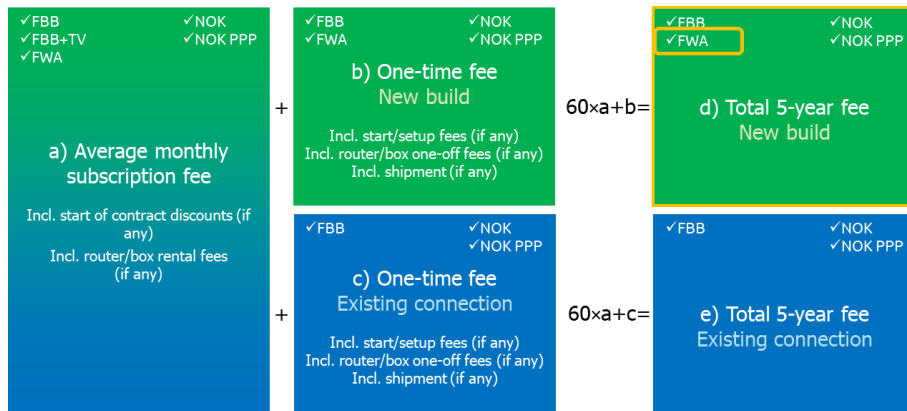 ✓FBB ✓NOK
✓FBB+TV ✓NOK PPP
✓FWA
a) Average monthly
subscription fee
Incl. start of contract discounts (if
any)
Incl. router/box rental fees
(if any)
+
✓FBB ✓NOK
✓FWA ✓NOK PPP
b) One-time fee
New build
Incl. start/setup fees (if any)
Incl. router/box one-off fees (if any)
Incl. shipment (if any)
60×a+b=
✓FBB ✓NOK
✓FWA ✓NOK PPP
d) Total 5-year fee
New build
+
✓FBB ✓NOK
✓NOK PPP
c) One-time fee
Existing connection
Incl. start/setup fees (if any)
Incl. router/box one-off fees (if any)
Incl. shipment (if any)
60×a+c=
✓FBB ✓NOK
✓NOK PPP
e) Total 5-year fee
Existing connection